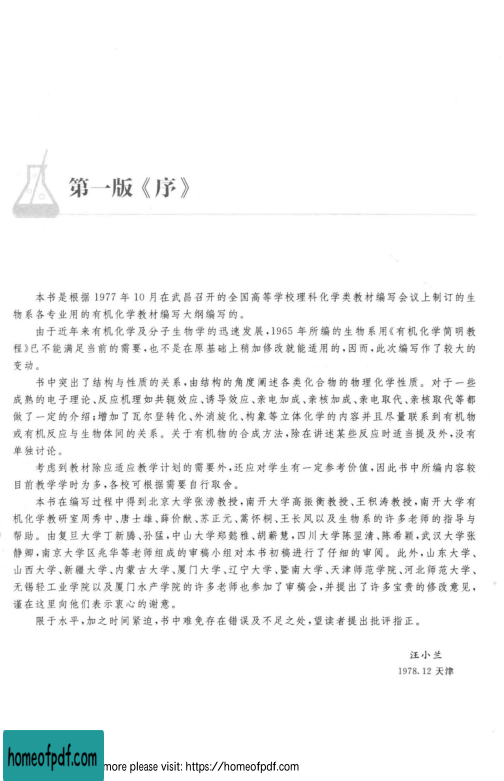 第一版《序》
本书是根据 1977 年 10 月在武昌召开的全国高等学校理科化学类教材编写会议上制订的生
物系各专业用的有机化学教材编写大纲编写的。
由于近年来有机化学及分子生物学的迅速发展,1965 年所编的生物系用《有机化学简明教
程》已不能满足当前的需要,也不是在原基础上稍加修改就能适用的,因而,此次编写作了较大的
变动。
书中突出了结构与性质的关系,由结构的角度阐述各类化合物的物理化学性质。对于一些
成熟的电子理论、反应机理如共轭效应、诱导效应、亲电加成、亲核加成、亲电取代、亲核取代等都
做了一定的介绍;增加了瓦尔登转化、外消旋化、构象等立体化学的内容并且尽量联系到有机物
或有机反应与生物体间的关系。关于有机物的合成方法,除在讲述某些反应时适当提及外,没有
单独讨论。
考虑到教材除应适应教学计划的需要外,还应对学生有一定参考价值,因此书中所编内容较
目前教学学时为多,各校可根据需要自行取舍。
本书在编写过程中得到北京大学张滂教授,南开大学高振衡教授、王积涛教授,南开大学有
机化学教研室周秀中、唐士雄、薛价猷、苏正元、蒿怀桐、王长凤以及生物系的许多老师的指导与
帮助。由复旦大学丁新腾、孙猛,中山大学郑懿雅、胡蕲慧,四川大学陈翌清、陈希颖,武汉大学张
静卿,南京大学区兆华等老师组成的审稿小组对本书初稿进行了仔细的审阅。此外,山东大学、
山西大学、新疆大学、内蒙古大学、厦门大学、辽宁大学、暨南大学、天津师范学院、河北师范大学、
无锡轻工业学院以及厦门水产学院的许多老师也参加了审稿会,并提出了许多宝贵的修改意见,
谨在这里向他们表示衷心的谢意。
限于水平,加之时间紧迫,书中难免存在错误及不足之处,望读者提出批评指正。
汪小兰
1978.12 天津
homeofpdf.com more please visit: https://homeofpdf.com